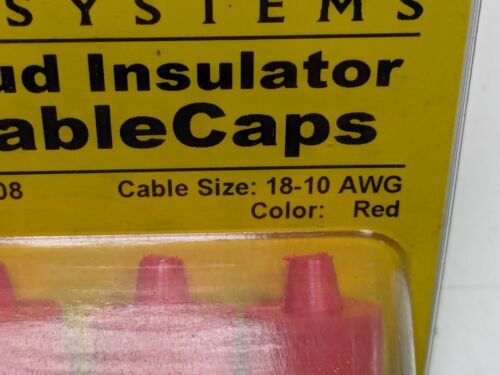 SYSTEMS
ud Insulator
ableCaps
08 Cable Size: 18-10 AWG
Color: Red